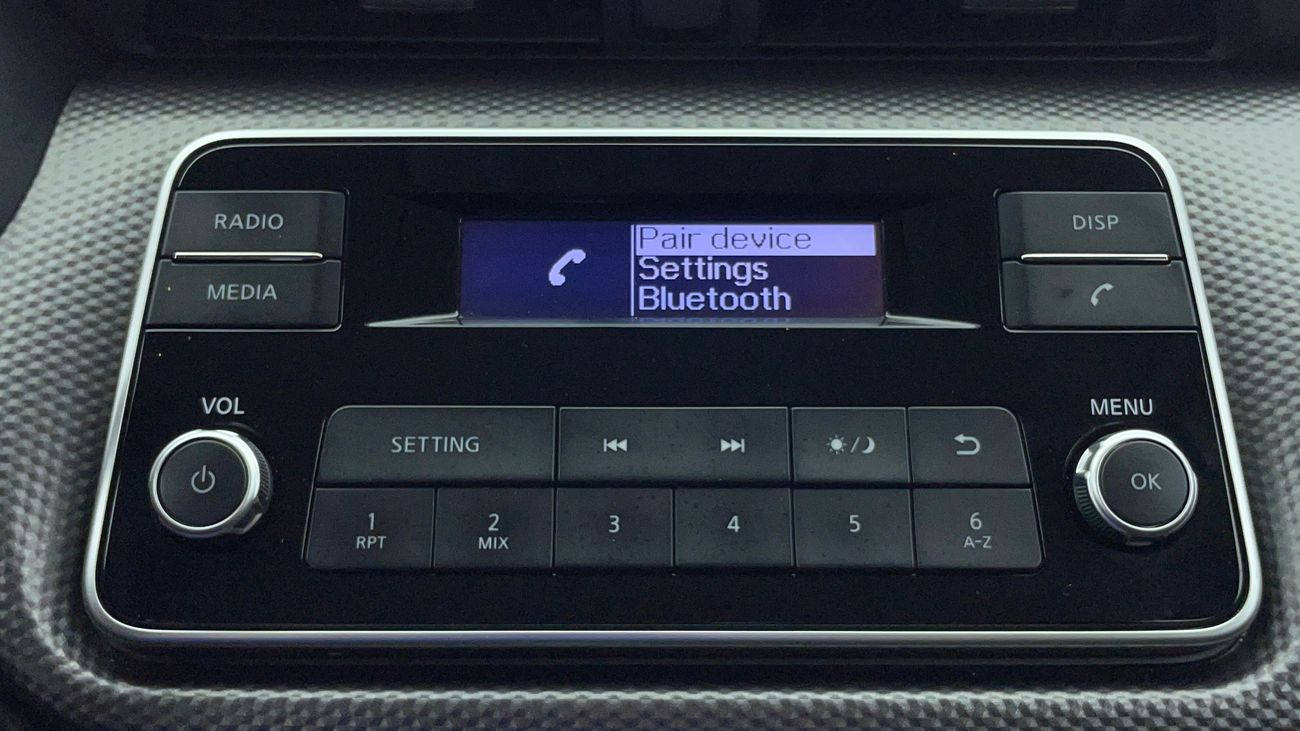 RADIO
MEDIA
Pair device
Settings
Bluetooth
DISP
VOL
MENU
SETTING
OK
1
RPT
2
MIX
3
4
5
6
A-Z